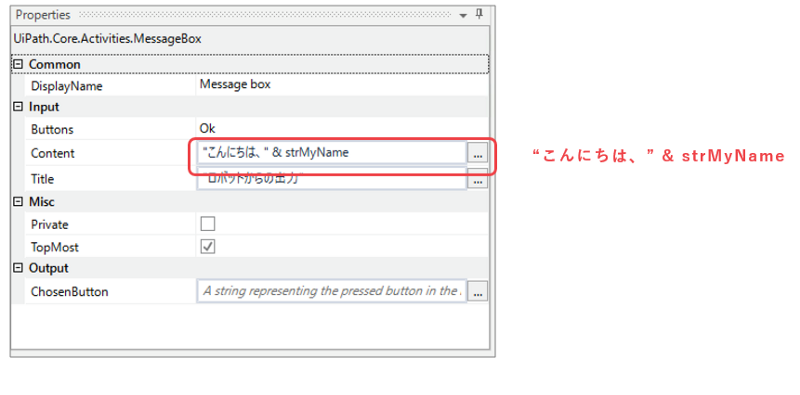 Properties
UiPath.Core.Activities.MessageBox
Common
DisplayName Message box
Input
Buttons Ok
Content "こんにちは、" & strMyName ...
“こんにちは、” & strMyName
Title "ロボットからの出力" ...
Misc
Private
TopMost
Output
ChosenButton A string representing the pressed button in the ...